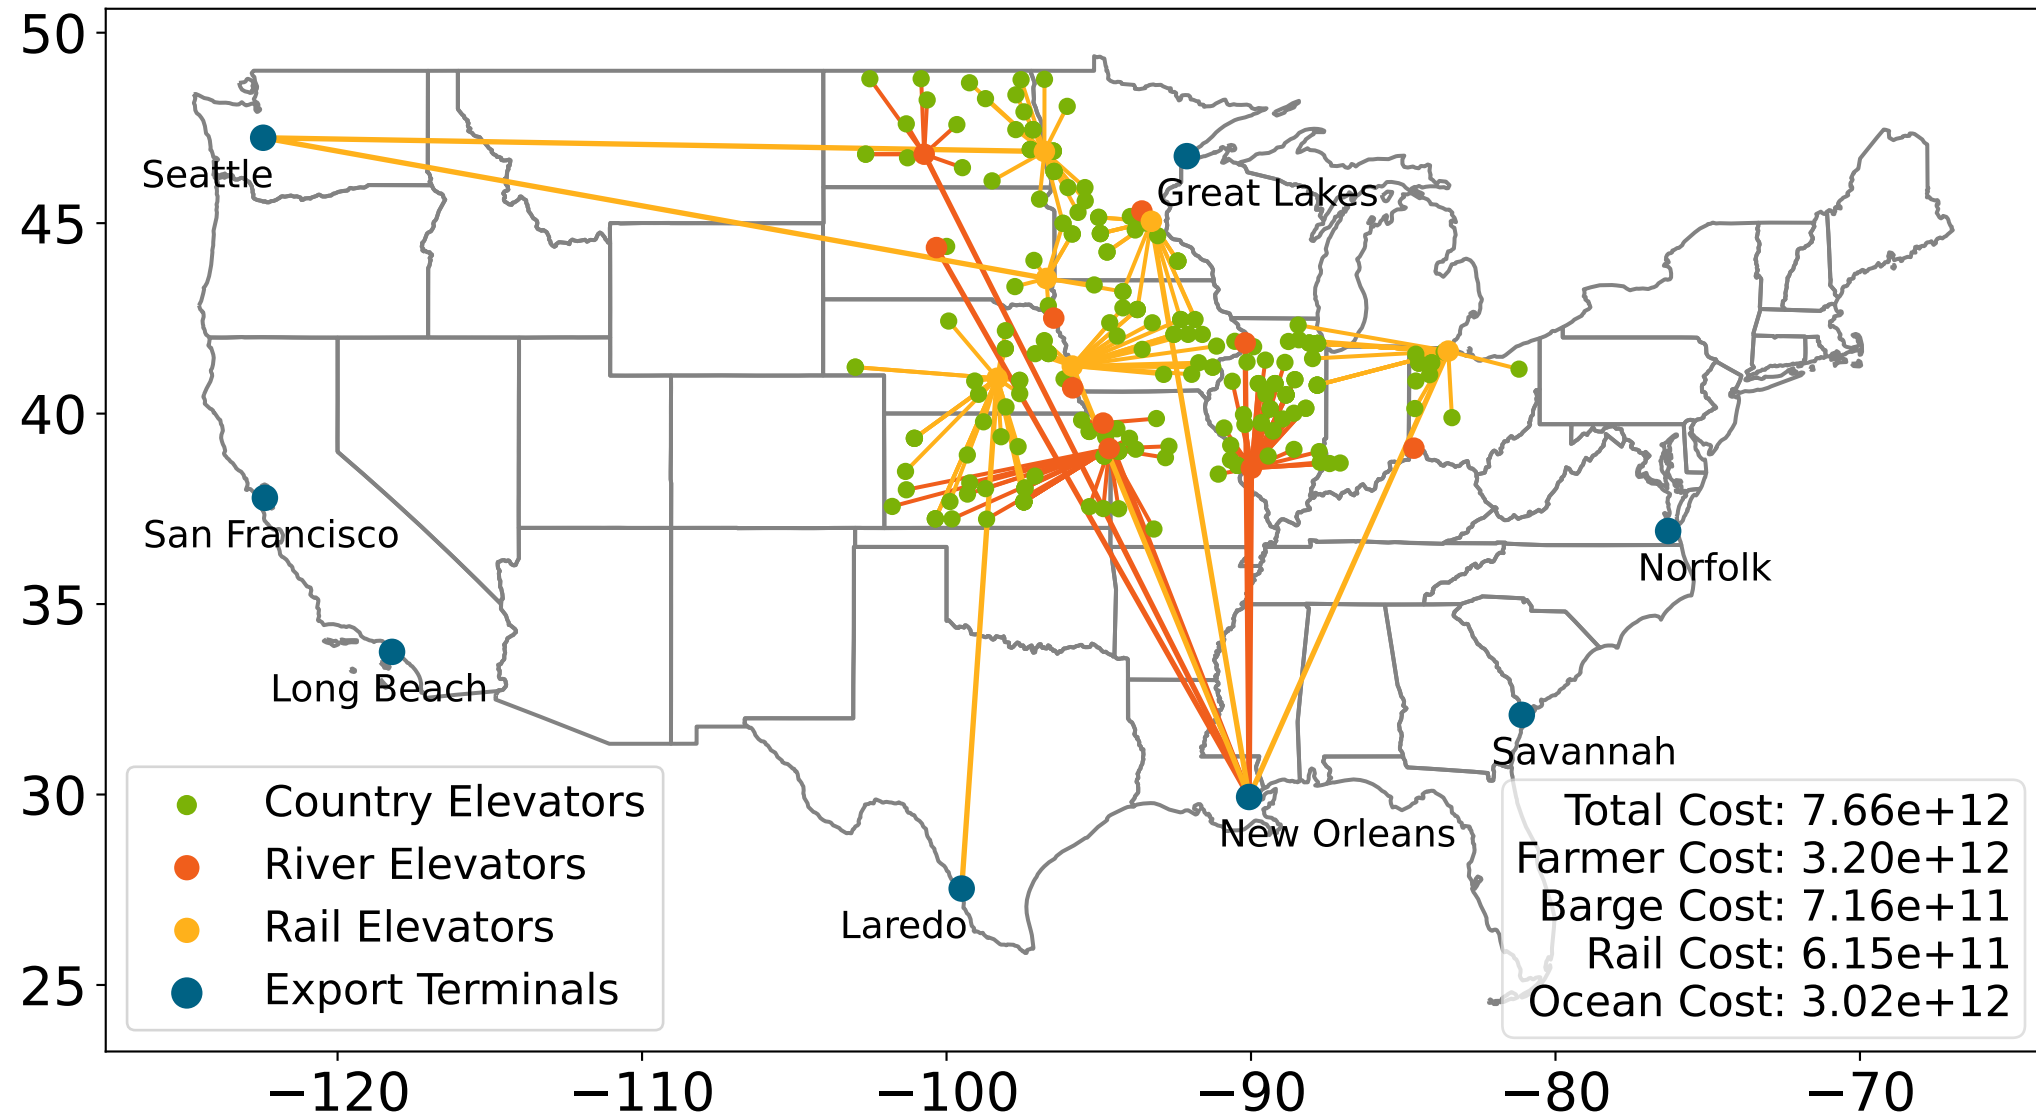 50
45
40
35
30
25
−120
−110
−100
−90
−80
−70
Seattle
Great Lakes
San Francisco
Norfolk
Long Beach
Savannah
New Orleans
Laredo
Country Elevators
River Elevators
Rail Elevators
Export Terminals
Total Cost: 7.66e+12
Farmer Cost: 3.20e+12
Barge Cost: 7.16e+11
Rail Cost: 6.15e+11
Ocean Cost: 3.02e+12